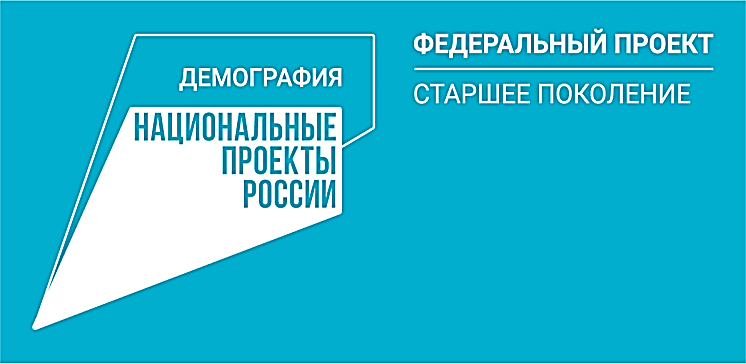 ДЕМОГРАФИЯ
НАЦИОНАЛЬНЫЕ
ПРОЕКТЫ
РОССИИ
ФЕДЕРАЛЬНЫЙ ПРОЕКТ
СТАРШЕЕ ПОКОЛЕНИЕ